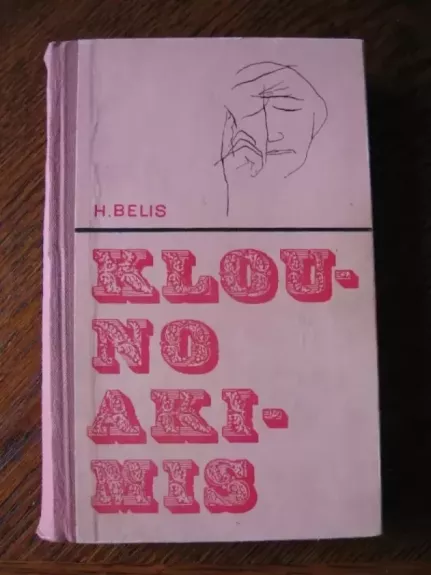 H. BELIS
KLOU-
NO
AKI-
MIS